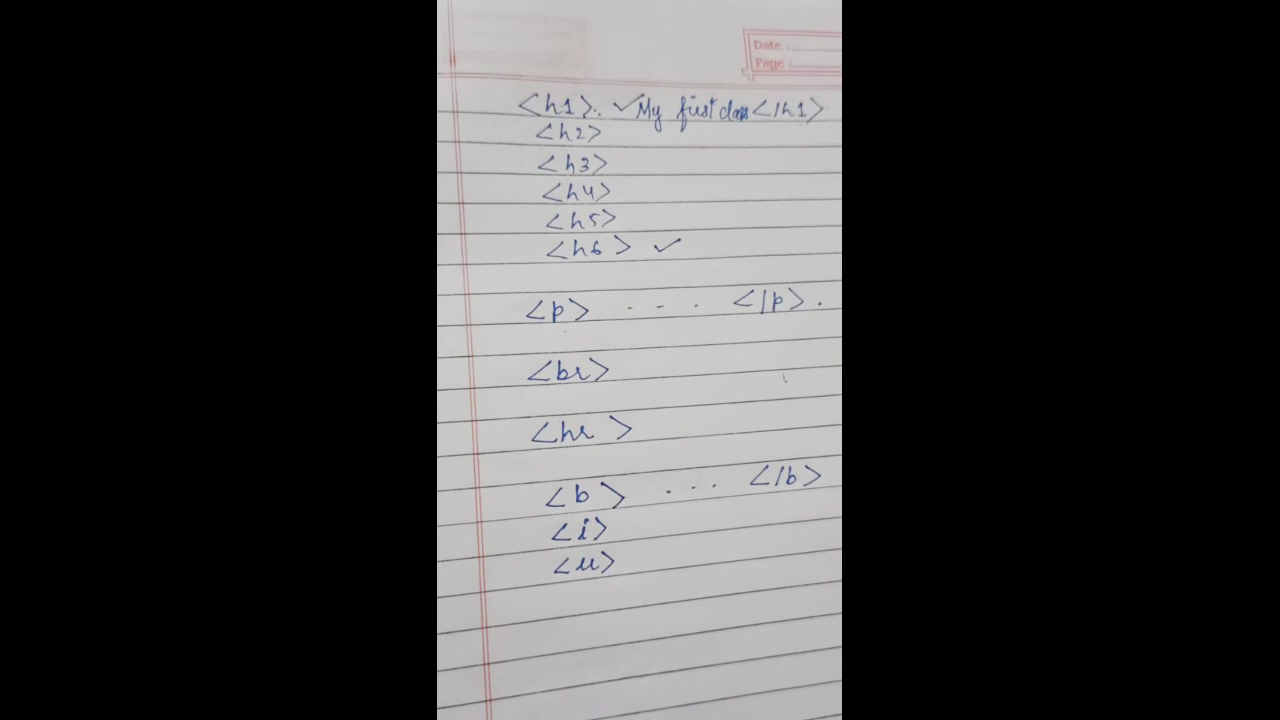 Date :
Page :
<h1>. ✓My first class </h1>
<h2>
<h3>
<h4>
<h5>
<h6> ✓
<p> - - . </p>.
<br>
<hr>
<b> . . . </b>
<i>
<u>